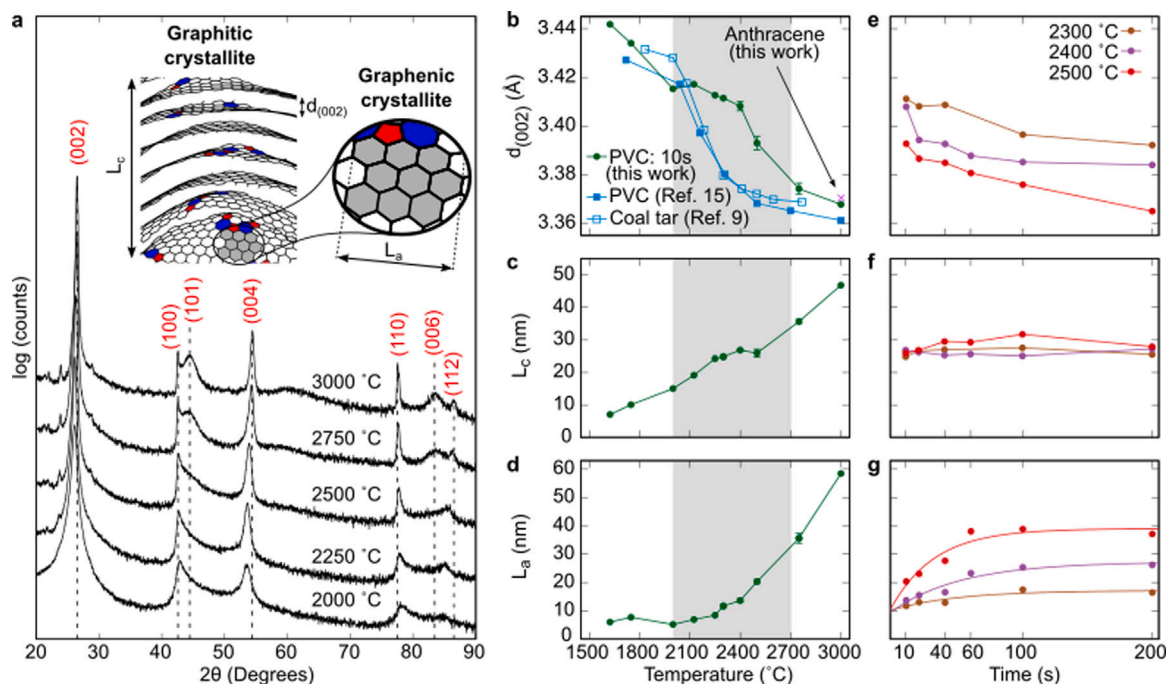 a
Graphitic
crystallite
Graphenic
crystallite
d(002)
Lc
La
(002)
(100)
(101)
(004)
(110)
(006)
(112)
3000 ˚C
2750 ˚C
2500 ˚C
2250 ˚C
2000 ˚C
log (counts)
20 30 40 50 60 70 80 90
2θ (Degrees)
b
3.44
3.42
3.40
3.38
3.36
d(002) (Å)
Anthracene
(this work)
PVC: 10s
(this work)
PVC (Ref. 15)
Coal tar (Ref. 9)
c
50
40
30
20
10
0
Lc (nm)
d
60
50
40
30
20
10
0
La (nm)
1500 1800 2100 2400 2700 3000
Temperature (˚C)
e
2300 ˚C
2400 ˚C
2500 ˚C
f
g
10 40 60 100 200
Time (s)